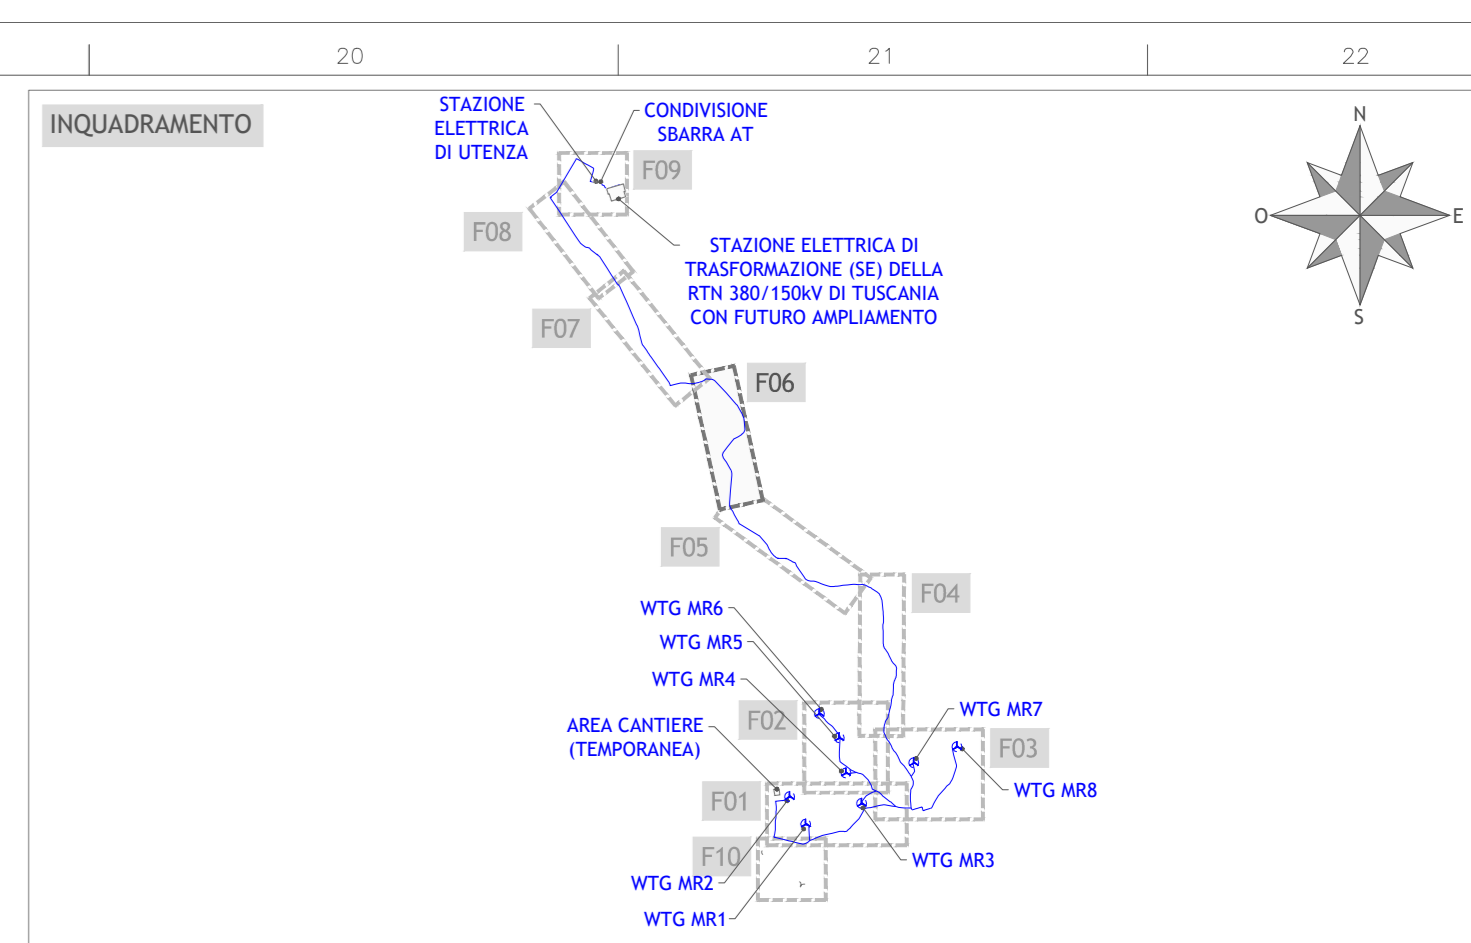 20
21
22
INQUADRAMENTO
STAZIONE
ELETTRICA
DI UTENZA
CONDIVISIONE
SBARRA AT
N
O
E
S
F09
F08
STAZIONE ELETTRICA DI
TRASFORMAZIONE (SE) DELLA
RTN 380/150kV DI TUSCANIA
CON FUTURO AMPLIAMENTO
F07
F06
F05
F04
WTG MR6
WTG MR5
WTG MR4
AREA CANTIERE
(TEMPORANEA)
F02
WTG MR7
F03
WTG MR8
F01
F10
WTG MR3
WTG MR2
WTG MR1